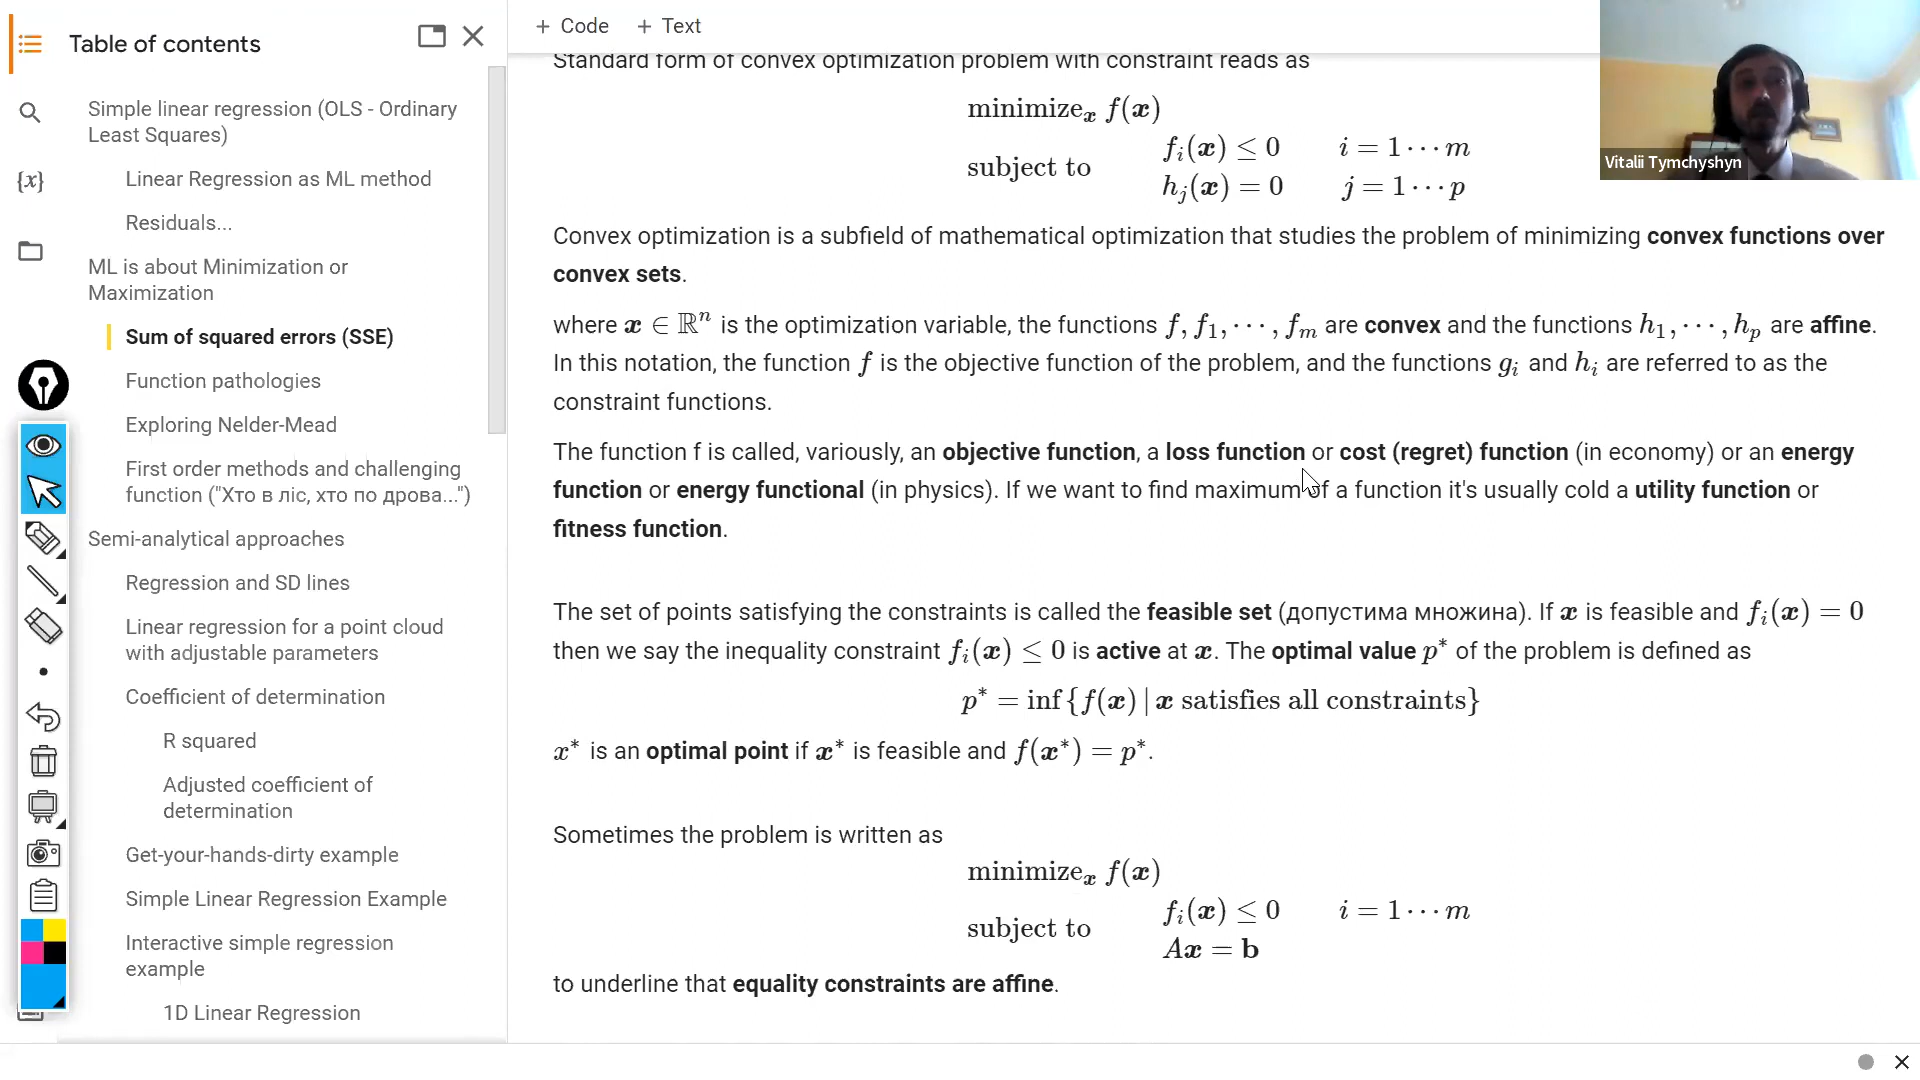 Table of contents
Simple linear regression (OLS - Ordinary
Least Squares)
Linear Regression as ML method
Residuals...
ML is about Minimization or
Maximization
Sum of squared errors (SSE)
Function pathologies
Exploring Nelder-Mead
First order methods and challenging
function ("Хто в ліс, хто по дрова...")
Semi-analytical approaches
Regression and SD lines
Linear regression for a point cloud
with adjustable parameters
Coefficient of determination
R squared
Adjusted coefficient of
determination
Get-your-hands-dirty example
Simple Linear Regression Example
Interactive simple regression
example
1D Linear Regression
{x}
+ Code + Text
Standard form of convex optimization problem with constraint reads as
minimizeₓ f(x)
subject to
fᵢ(x) ≤ 0 i = 1 ⋯ m
hⱼ(x) = 0 j = 1 ⋯ p
Convex optimization is a subfield of mathematical optimization that studies the problem of minimizing convex functions over
convex sets.
where x ∈ ℝⁿ is the optimization variable, the functions f, f₁, ⋯ , fₘ are convex and the functions h₁, ⋯ , hₚ are affine.
In this notation, the function f is the objective function of the problem, and the functions gᵢ and hᵢ are referred to as the
constraint functions.
The function f is called, variously, an objective function, a loss function or cost (regret) function (in economy) or an energy
function or energy functional (in physics). If we want to find maximum of a function it's usually cold a utility function or
fitness function.
The set of points satisfying the constraints is called the feasible set (допустима множина). If x is feasible and fᵢ(x) = 0
then we say the inequality constraint fᵢ(x) ≤ 0 is active at x. The optimal value p* of the problem is defined as
p* = inf {f(x) | x satisfies all constraints}
x* is an optimal point if x* is feasible and f(x*) = p*.
Sometimes the problem is written as
minimizeₓ f(x)
subject to
fᵢ(x) ≤ 0 i = 1 ⋯ m
Ax = b
to underline that equality constraints are affine.
Vitalii Tymchyshyn